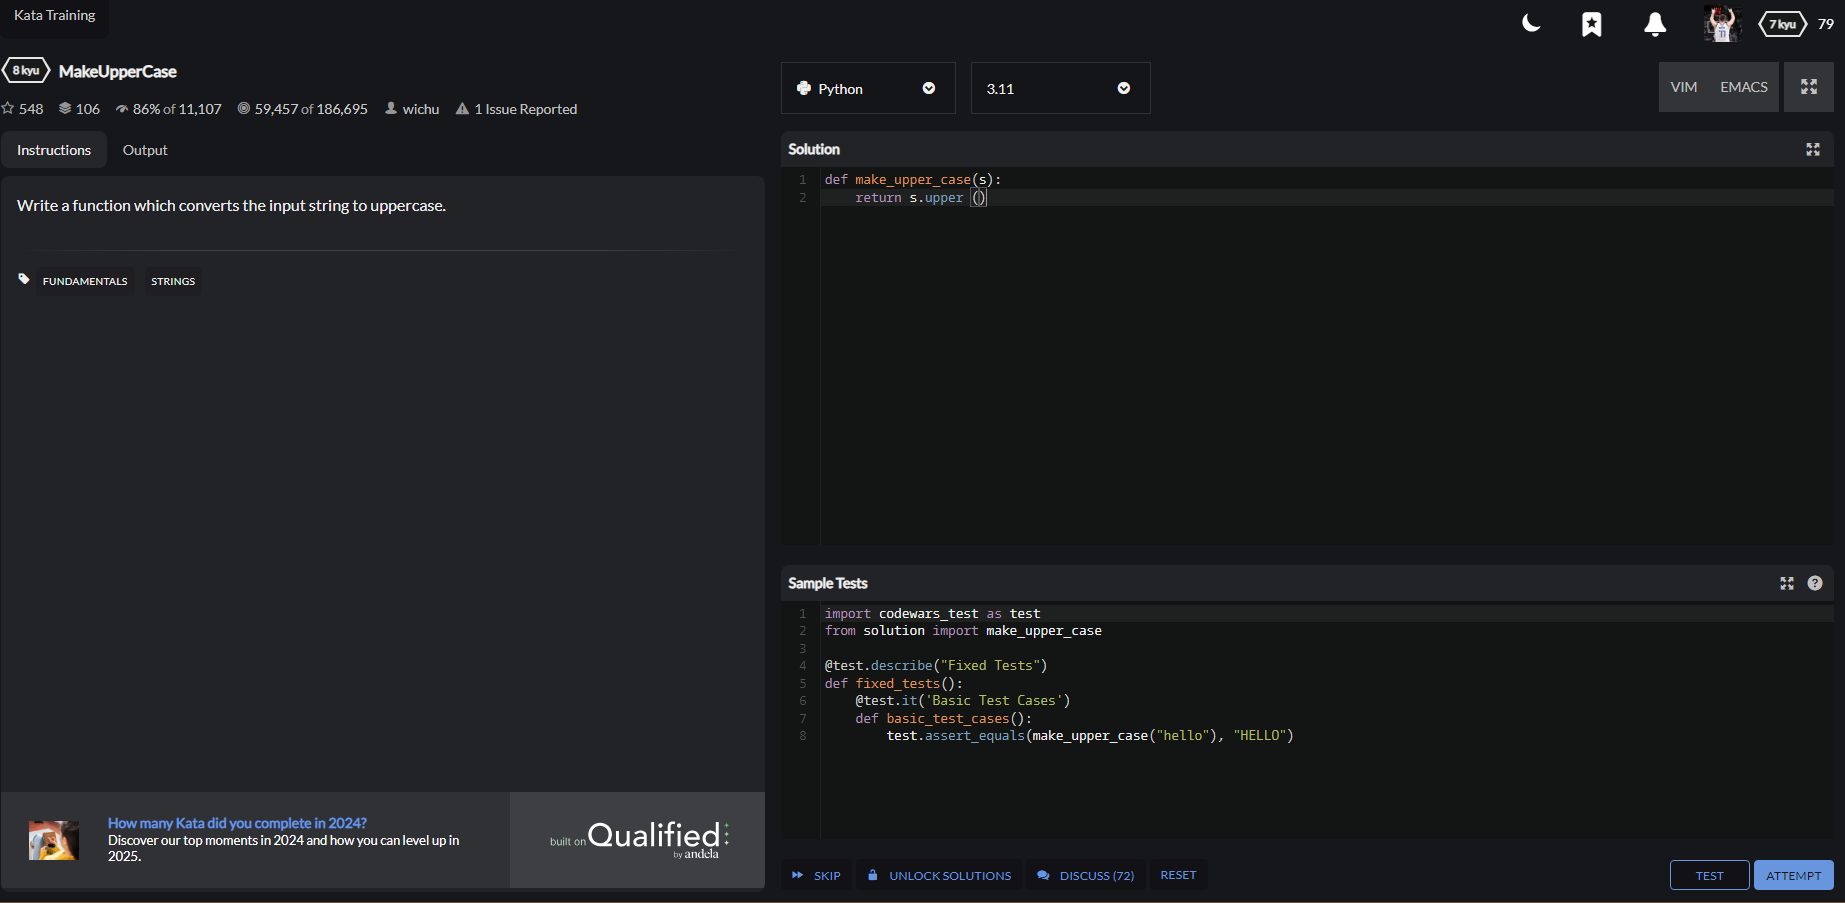 Kata Training
7 kyu 79
8 kyu MakeUpperCase
548 106 86% of 11,107 59,457 of 186,695 wichu 1 Issue Reported
Instructions Output
Write a function which converts the input string to uppercase.
FUNDAMENTALS STRINGS
How many Kata did you complete in 2024?
Discover our top moments in 2024 and how you can level up in
2025.
built on Qualified
by andela
Python 3.11
VIM EMACS
Solution
1 def make_upper_case(s):
2     return s.upper ()
Sample Tests
?
1 import codewars_test as test
2 from solution import make_upper_case
3
4 @test.describe("Fixed Tests")
5 def fixed_tests():
6     @test.it('Basic Test Cases')
7     def basic_test_cases():
8         test.assert_equals(make_upper_case("hello"), "HELLO")
SKIP UNLOCK SOLUTIONS DISCUSS (72) RESET TEST ATTEMPT